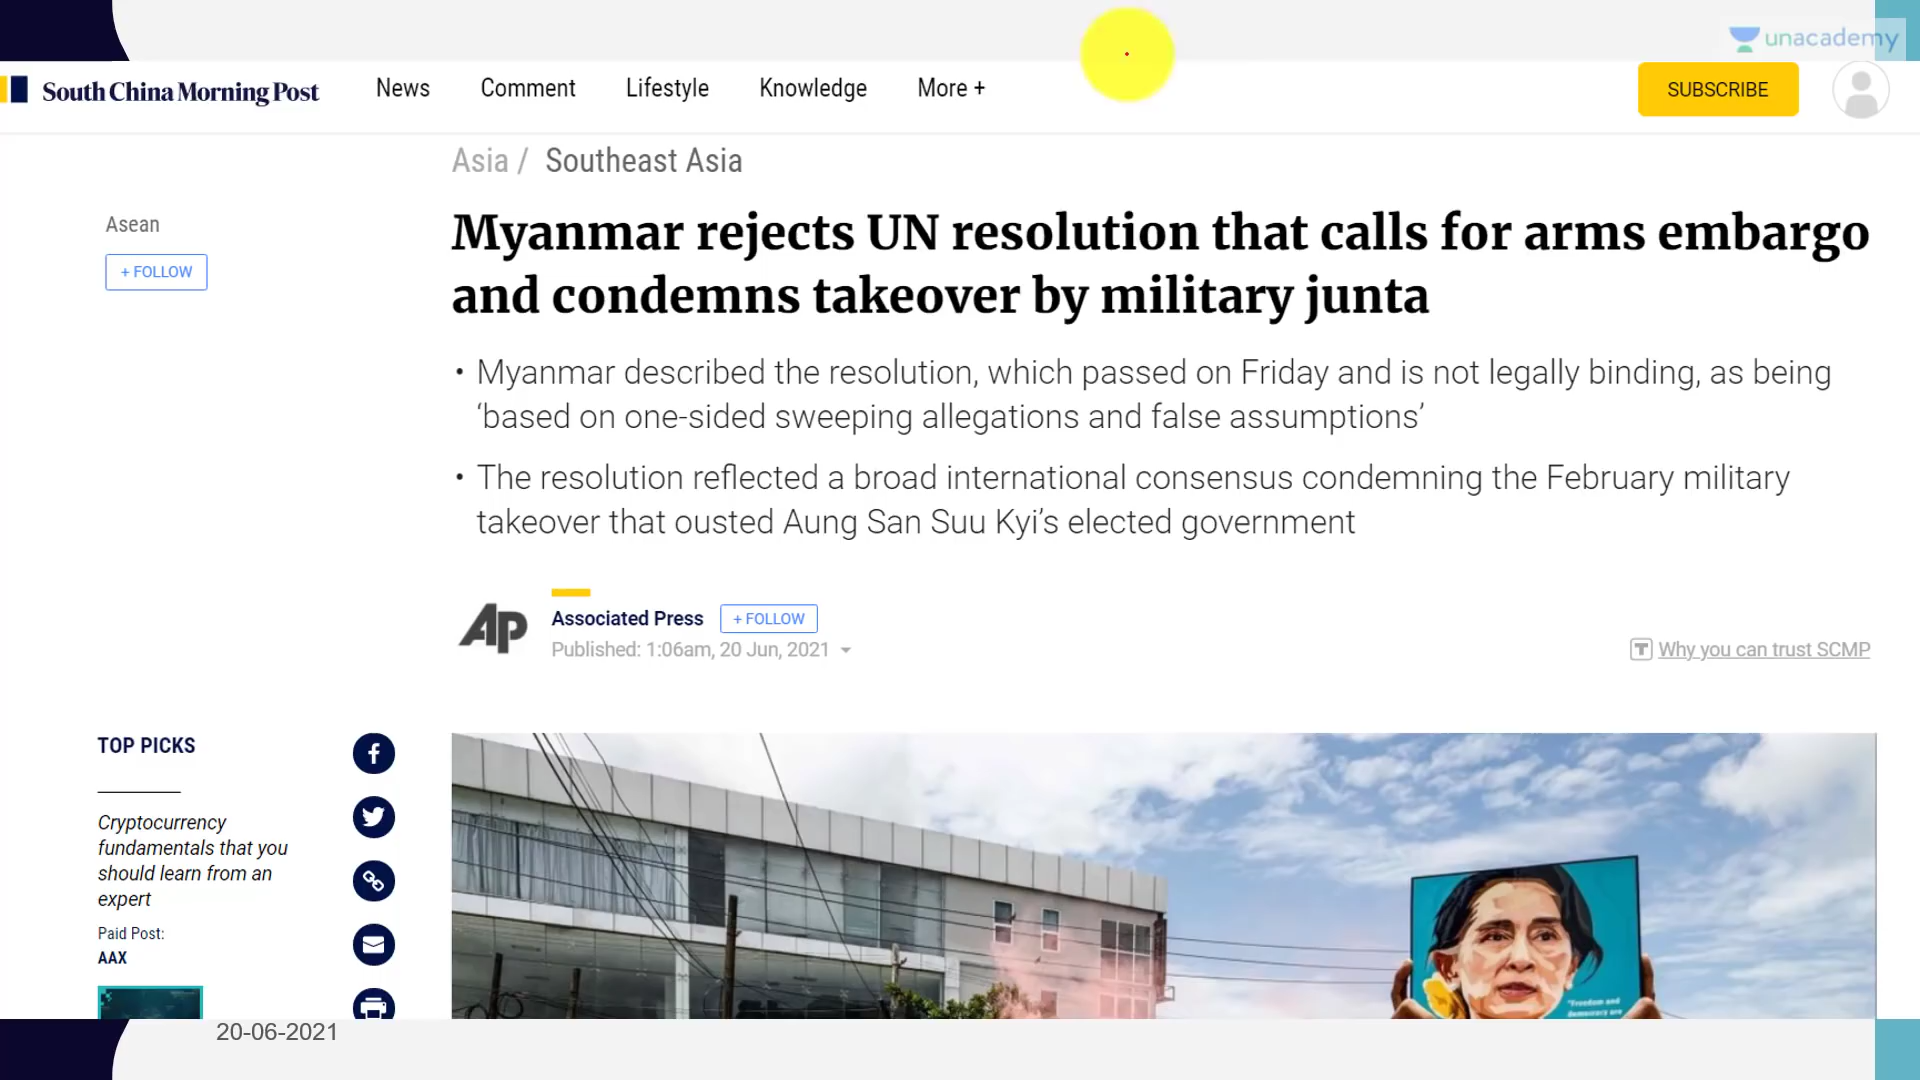 unacademy
South China Morning Post
News Comment Lifestyle Knowledge More +
SUBSCRIBE
Asia / Southeast Asia
Asean
+ FOLLOW
Myanmar rejects UN resolution that calls for arms embargo
and condemns takeover by military junta
• Myanmar described the resolution, which passed on Friday and is not legally binding, as being
‘based on one-sided sweeping allegations and false assumptions’
• The resolution reflected a broad international consensus condemning the February military
takeover that ousted Aung San Suu Kyi’s elected government
AP
Associated Press + FOLLOW
Published: 1:06am, 20 Jun, 2021
Why you can trust SCMP
TOP PICKS
Cryptocurrency
fundamentals that you
should learn from an
expert
Paid Post:
AAX
"Freedom and
democracy are
20-06-2021